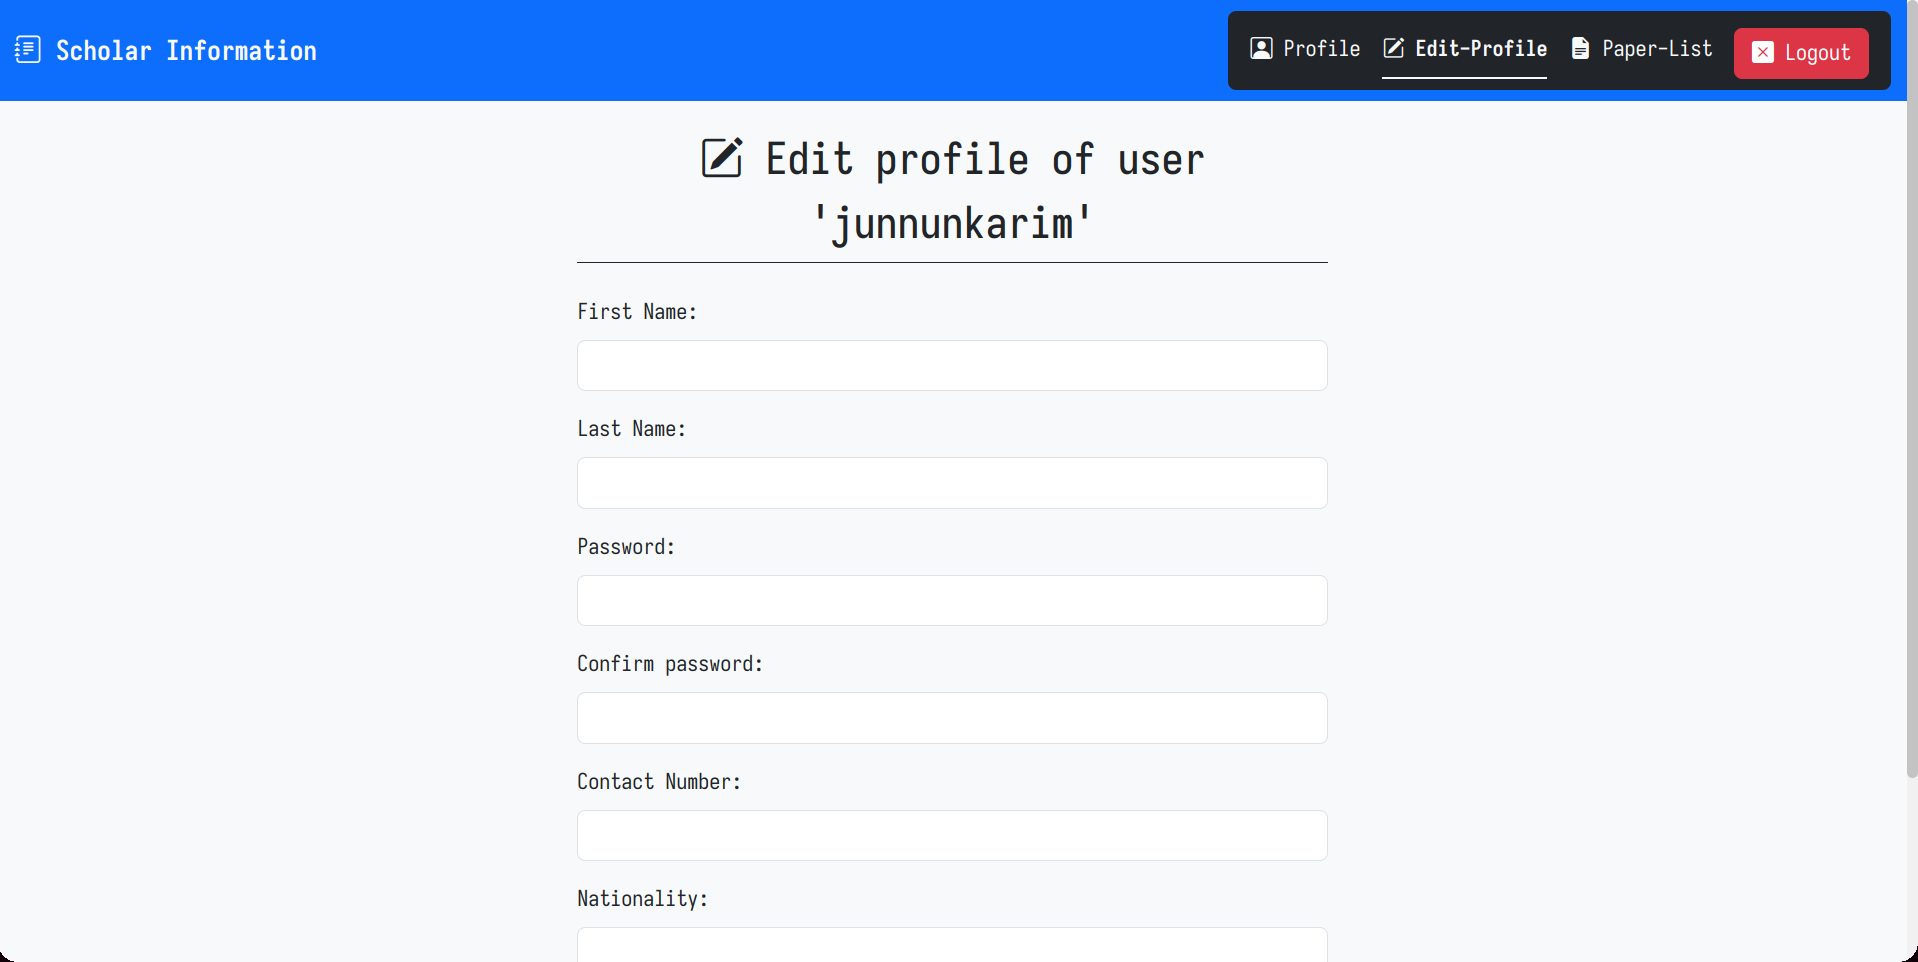 Scholar Information
Profile
Edit-Profile
Paper-List
Logout
Edit profile of user
'junnunkarim'
First Name:
Last Name:
Password:
Confirm password:
Contact Number:
Nationality: